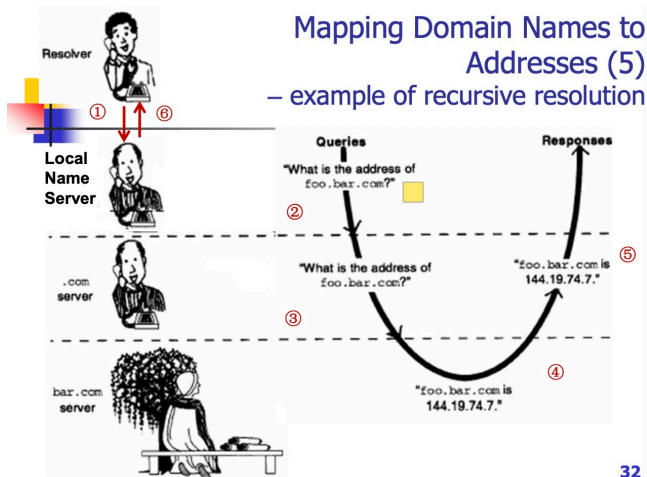 Mapping Domain Names to
Addresses (5)
– example of recursive resolution
Resolver
① ⑥
Local
Name
Server
Queries
Responses
"What is the address of
foo.bar.com?"
②
.com
server
"What is the address of
foo.bar.com?"
"foo.bar.com is
144.19.74.7."
⑤
③
bar.com
server
④
"foo.bar.com is
144.19.74.7."
32